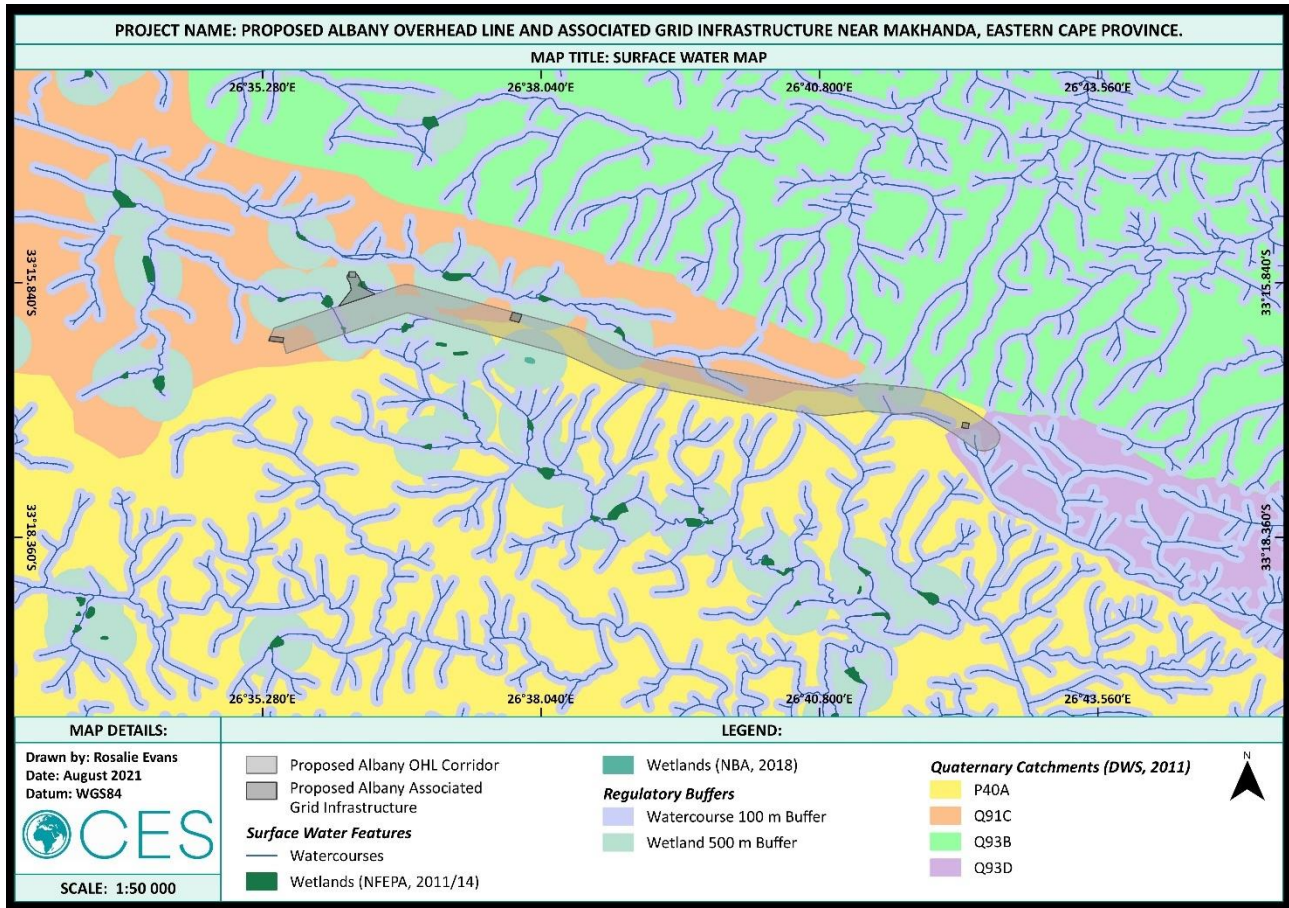 PROJECT NAME: PROPOSED ALBANY OVERHEAD LINE AND ASSOCIATED GRID INFRASTRUCTURE NEAR MAKHANDA, EASTERN CAPE PROVINCE.
MAP TITLE: SURFACE WATER MAP
26°35.280'E
26°38.040'E
26°40.800'E
26°43.560'E
33°15.840'S
33°15.840'S
33°18.360'S
33°18.360'S
26°35.280'E
26°38.040'E
26°40.800'E
26°43.560'E
MAP DETAILS:
Drawn by: Rosalie Evans
Date: August 2021
Datum: WGS84
CES
SCALE: 1:50 000
LEGEND:
Proposed Albany OHL Corridor
Proposed Albany Associated
Grid Infrastructure
Surface Water Features
Watercourses
Wetlands (NFEPA, 2011/14)
Wetlands (NBA, 2018)
Regulatory Buffers
Watercourse 100 m Buffer
Wetland 500 m Buffer
Quaternary Catchments (DWS, 2011)
P40A
Q91C
Q93B
Q93D
N